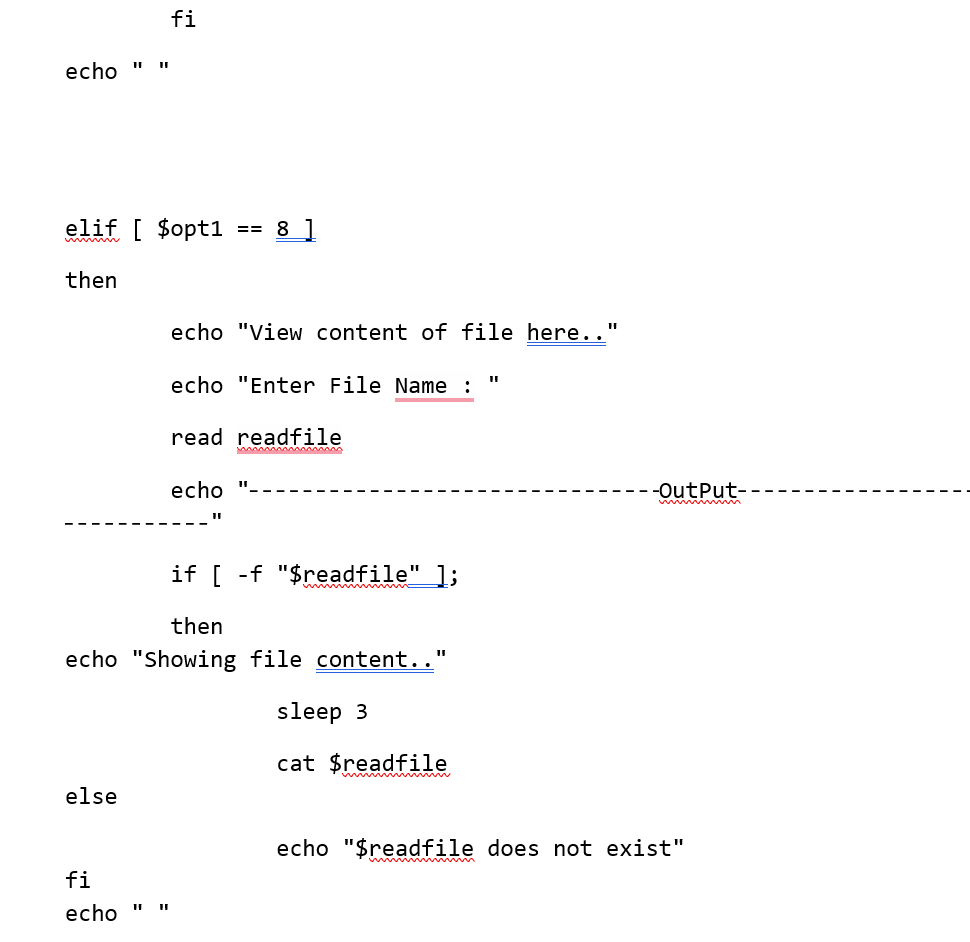 fi
echo " "
elif [ $opt1 == 8 ]
then
echo "View content of file here.."
echo "Enter File Name : "
read readfile
echo "-------------------------------OutPut------------------
-----------"
if [ -f "$readfile" ];
then
echo "Showing file content.."
sleep 3
cat $readfile
else
echo "$readfile does not exist"
fi
echo " "